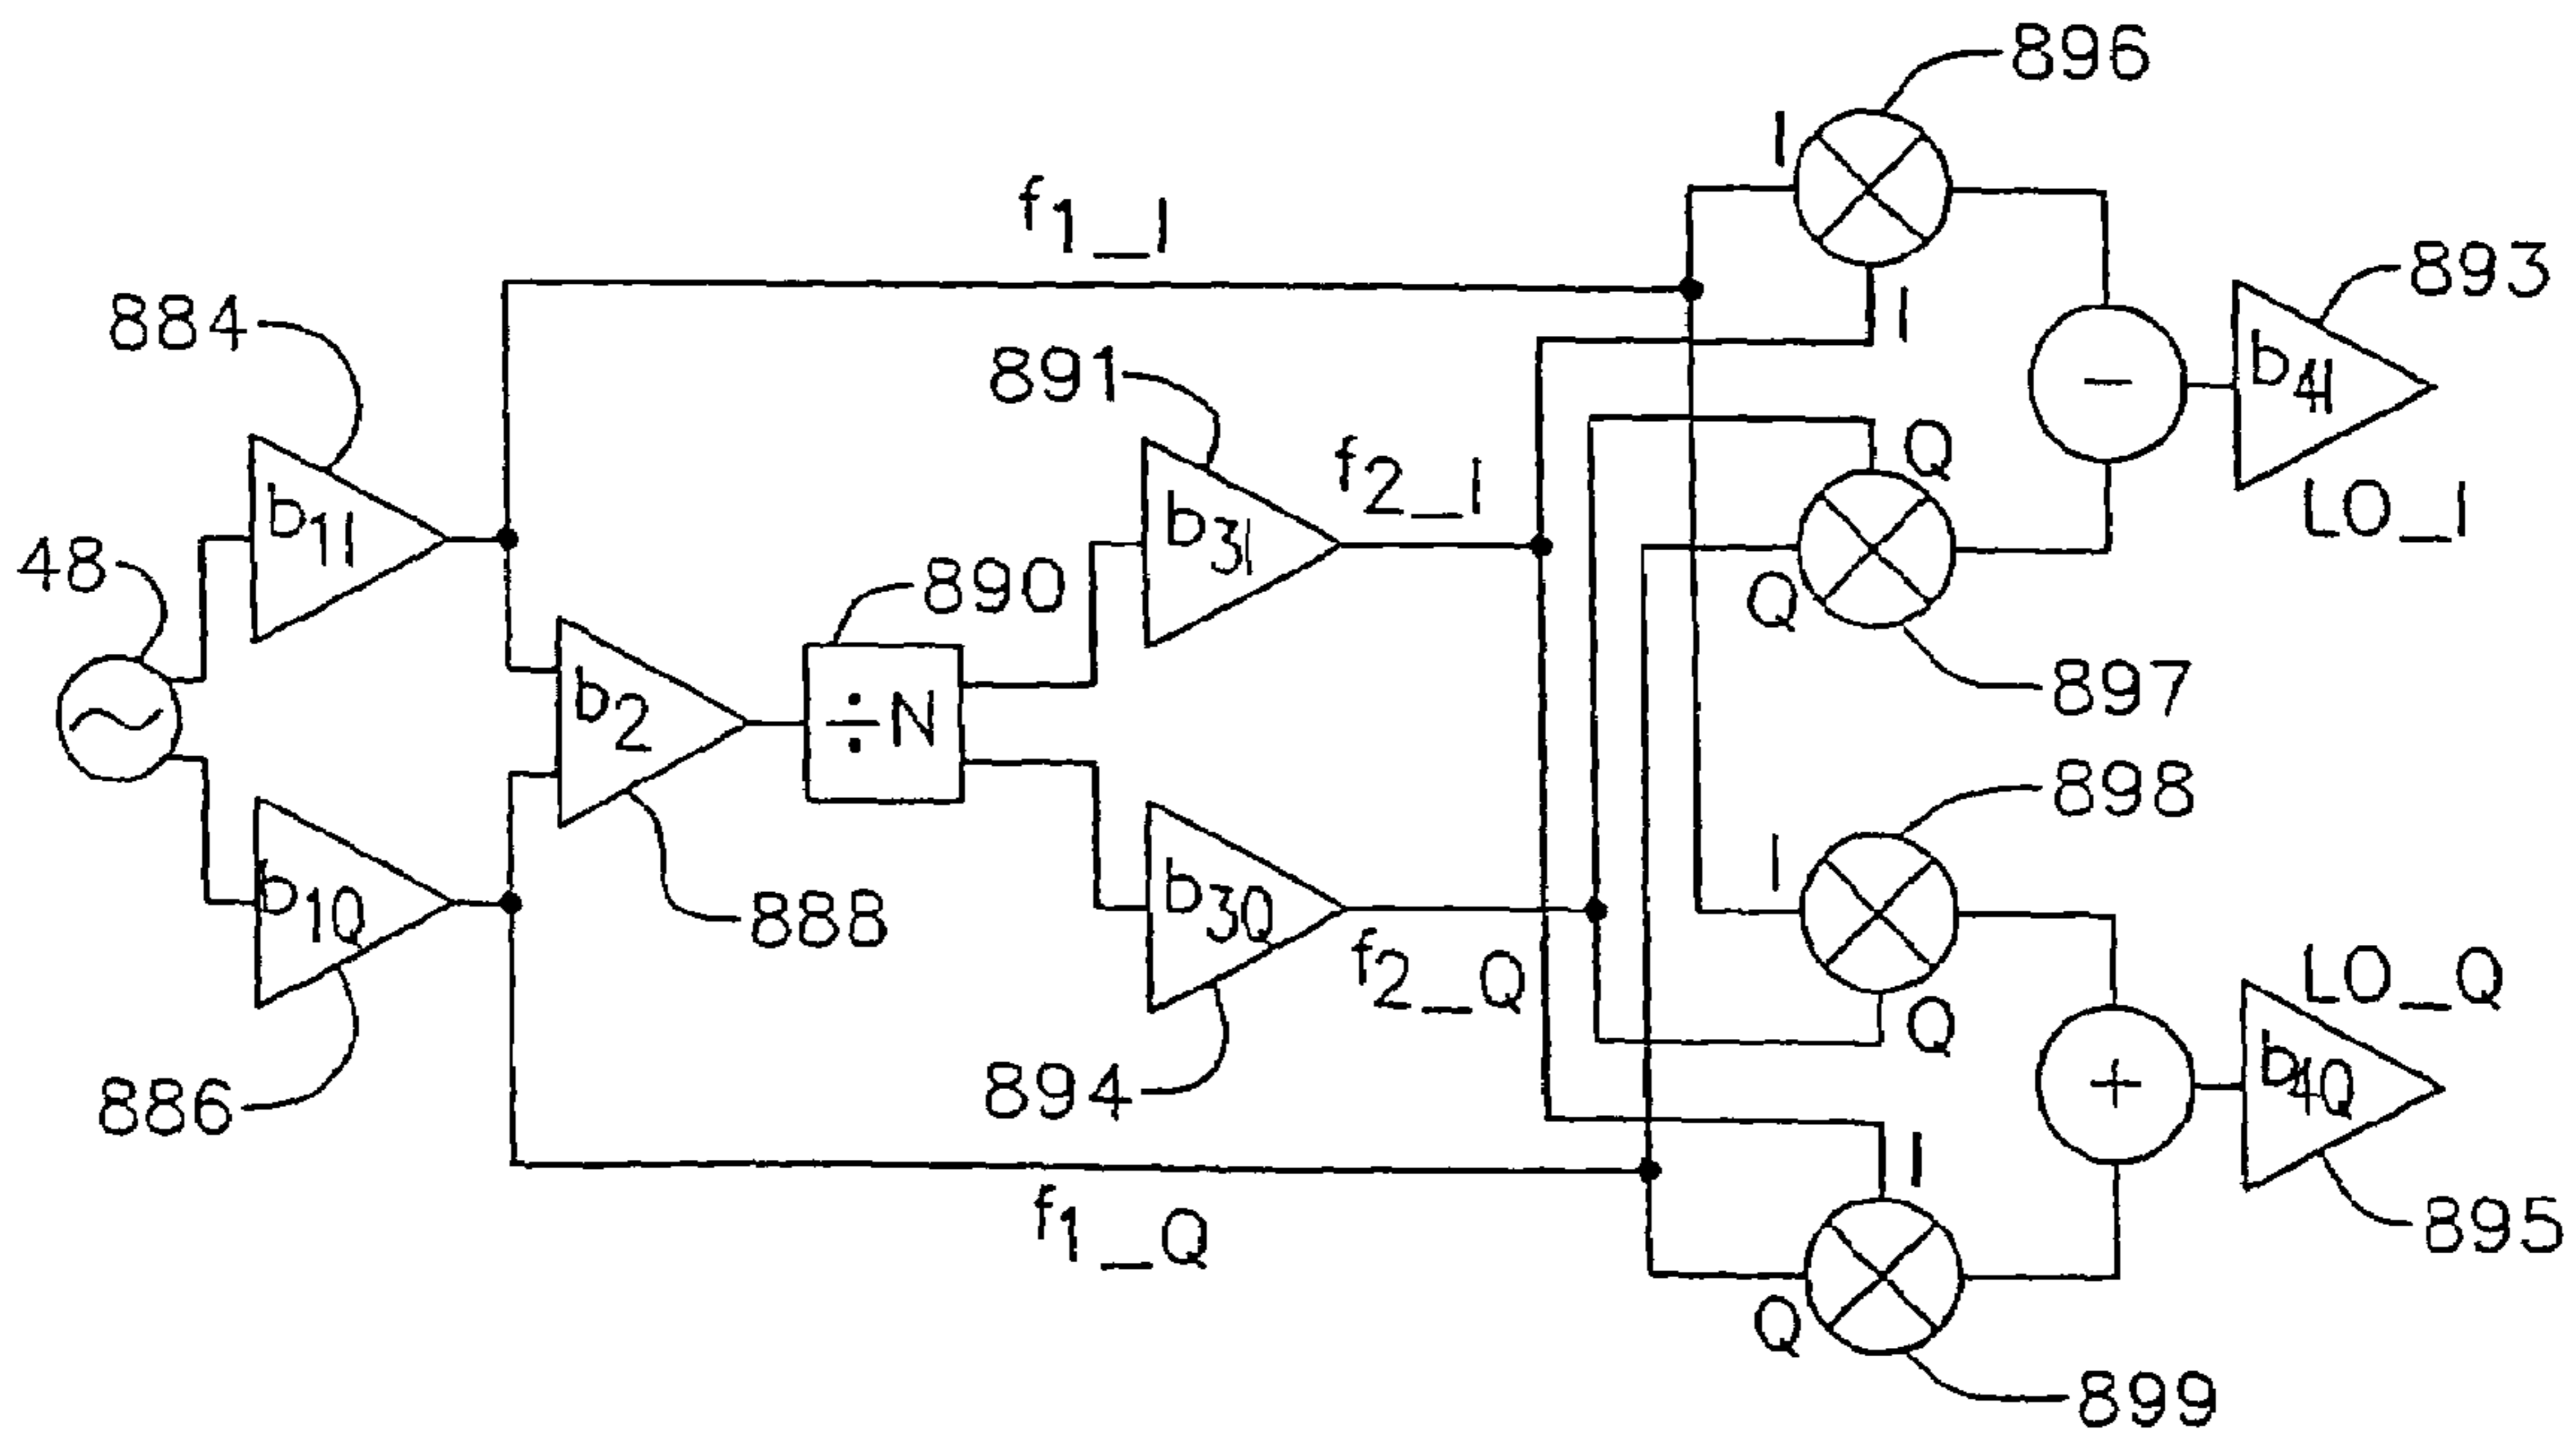 896
I
f1_I
893
884
I
891
b4I
f2_I
Q
b1I
b3I
LO_I
48
890
Q
b2
÷N
897
898
I
b1Q
b3Q
888
f2_Q
LO_Q
Q
b4Q
894
886
I
f1_Q
895
Q
899
−
+